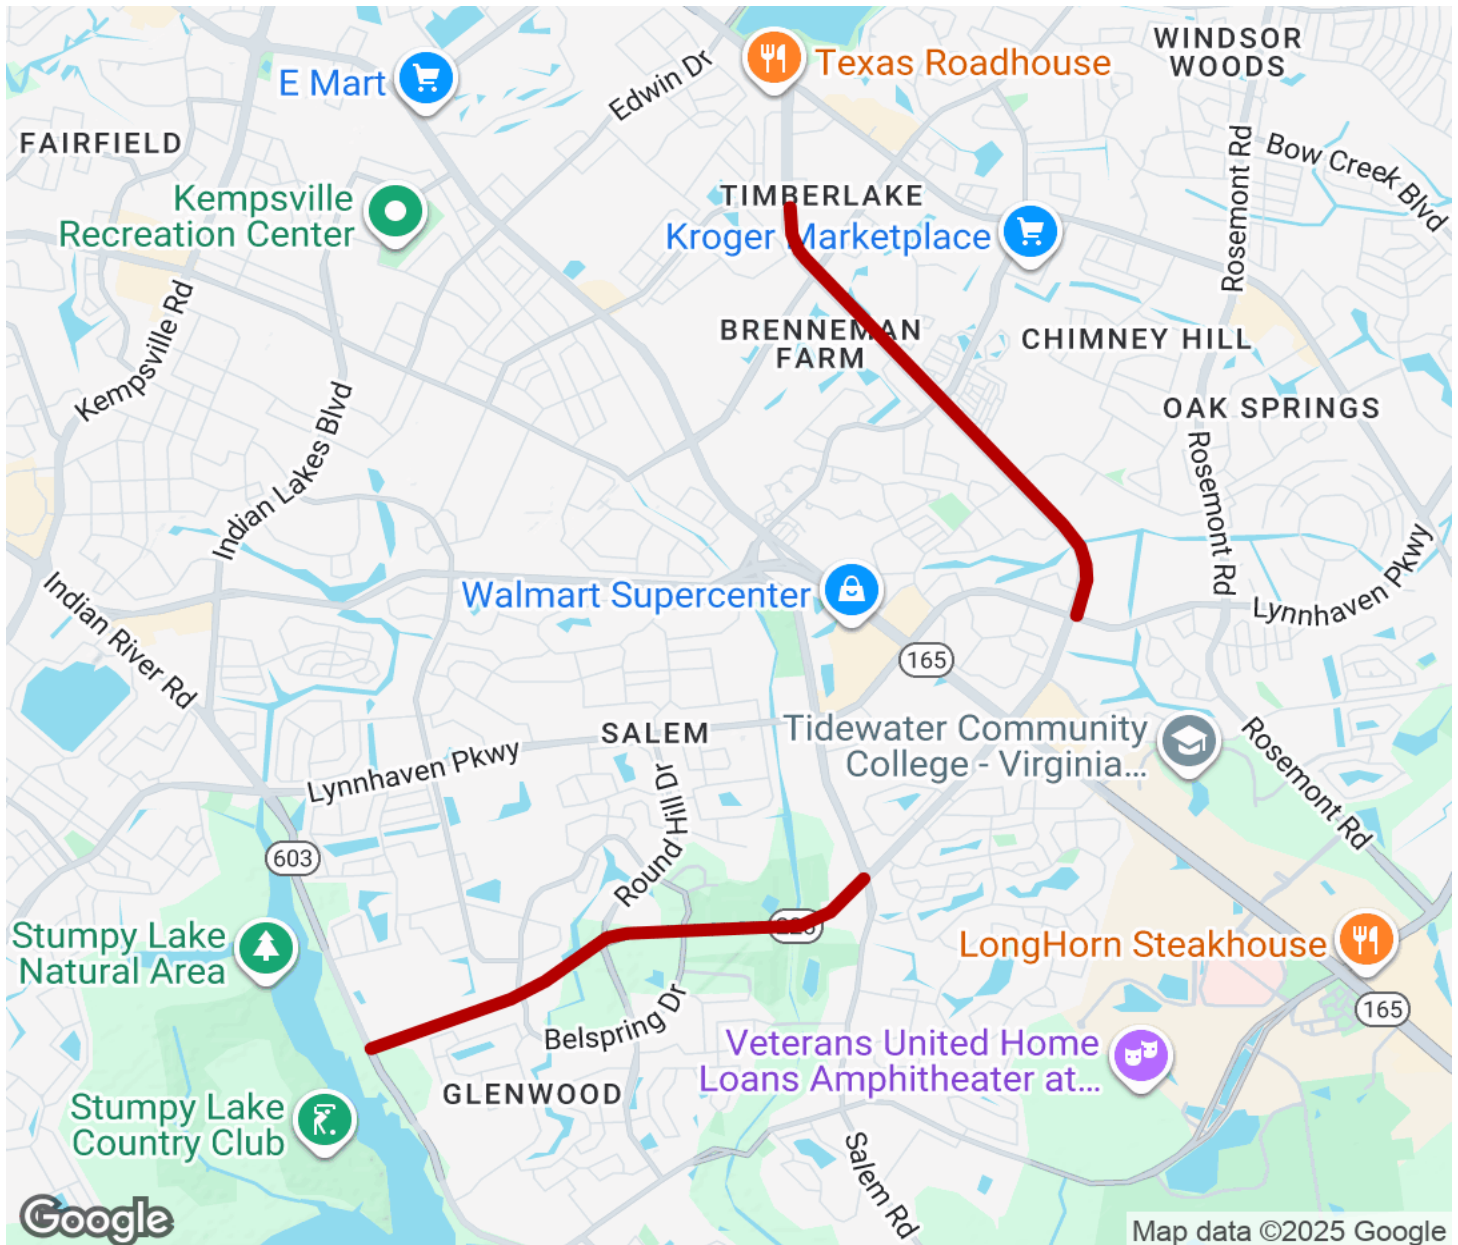 WINDSOR
WOODS
Texas Roadhouse
E Mart
Edwin Dr
FAIRFIELD
Bow Creek Blvd
Rosemont Rd
Kempsville
Recreation Center
TIMBERLAKE
Kroger Marketplace
BRENNEMAN
FARM
CHIMNEY HILL
Kempsville Rd
OAK SPRINGS
Indian Lakes Blvd
Rosemont Rd
Walmart Supercenter
Lynnhaven Pkwy
Indian River Rd
165
SALEM
Tidewater Community
College - Virginia...
Lynnhaven Pkwy
Rosemont Rd
Round Hill Dr
603
Stumpy Lake
Natural Area
LongHorn Steakhouse
165
Belspring Dr
Veterans United Home
Loans Amphitheater at...
GLENWOOD
Stumpy Lake
Country Club
Salem Rd
Google
Map data ©2025 Google